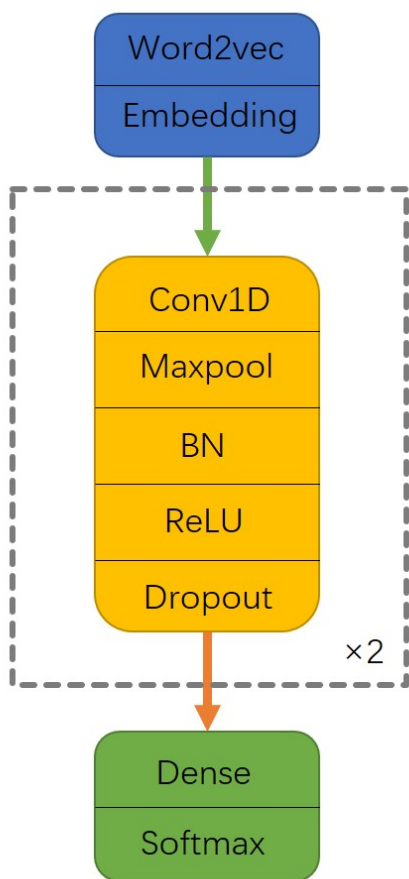 Word2vec
Embedding
Conv1D
Maxpool
BN
ReLU
Dropout
×2
Dense
Softmax